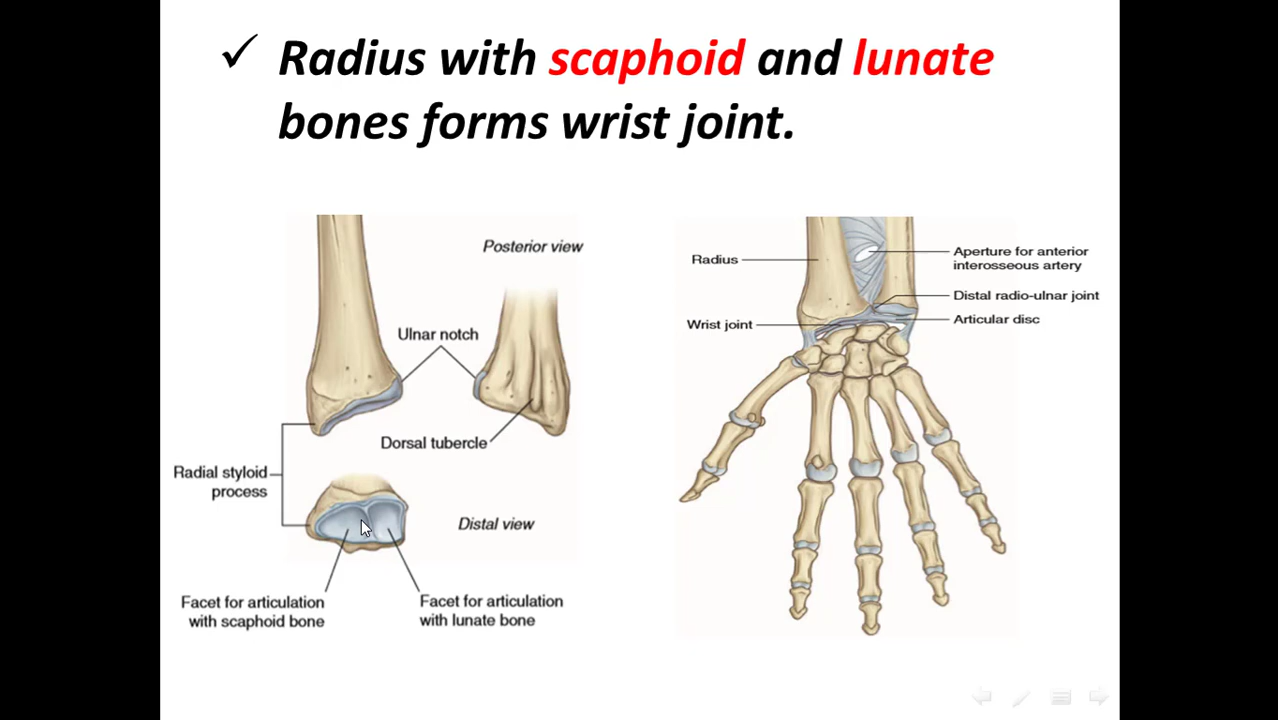 ✓ Radius with scaphoid and lunate
bones forms wrist joint.
Posterior view
Ulnar notch
Dorsal tubercle
Radial styloid
process
Distal view
Facet for articulation
with scaphoid bone
Facet for articulation
with lunate bone
Radius
Wrist joint
Aperture for anterior
interosseous artery
Distal radio-ulnar joint
Articular disc